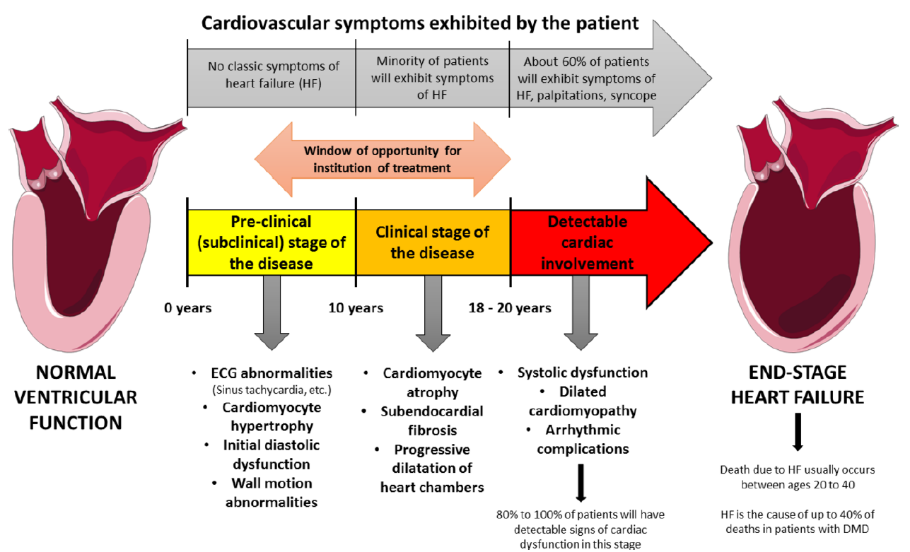 Cardiovascular symptoms exhibited by the patient
No classic symptoms of
heart failure (HF)
Minority of patients
will exhibit symptoms
of HF
About 60% of patients
will exhibit symptoms of
HF, palpitations, syncope
Window of opportunity for
institution of treatment
Pre-clinical
(subclinical) stage of
the disease
Clinical stage of
the disease
Detectable
cardiac
involvement
0 years
10 years
18 - 20 years
NORMAL
VENTRICULAR
FUNCTION
• ECG abnormalities
(Sinus tachycardia, etc.)
• Cardiomyocyte
hypertrophy
• Initial diastolic
dysfunction
• Wall motion
abnormalities
• Cardiomyocyte
atrophy
• Subendocardial
fibrosis
• Progressive
dilatation of
heart chambers
• Systolic dysfunction
• Dilated
cardiomyopathy
• Arrhythmic
complications
80% to 100% of patients will have
detectable signs of cardiac
dysfunction in this stage
END-STAGE
HEART FAILURE
Death due to HF usually occurs
between ages 20 to 40
HF is the cause of up to 40% of
deaths in patients with DMD